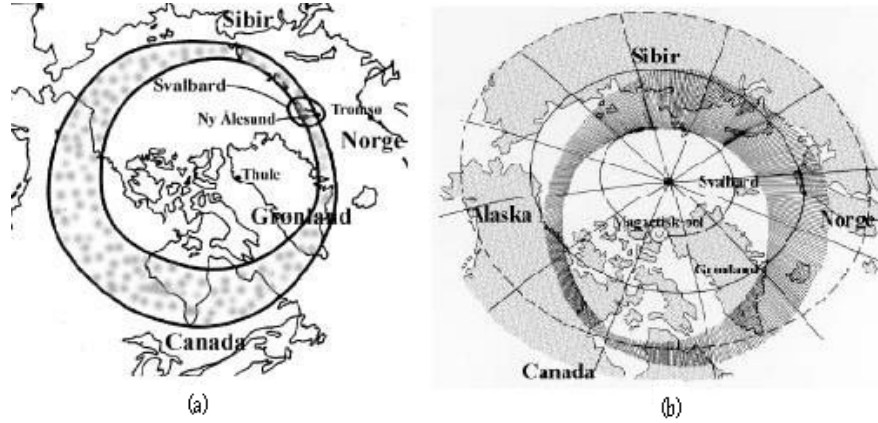 Sibir
Svalbard
Tromsø
Ny Ålesund
Norge
Thule
Grønland
Canada
(a)
Sibir
Svalbard
Alaska
Norge
Magnetisk pol
Grønland
Canada
(b)